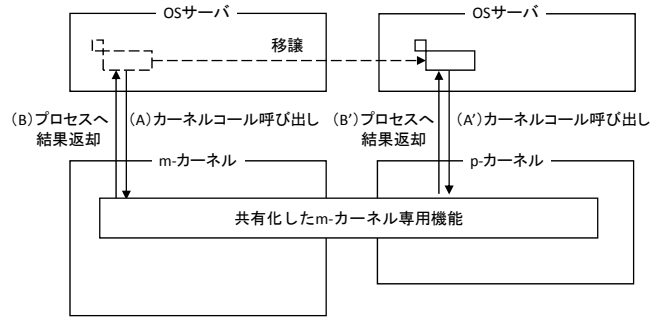 OSサーバ
OSサーバ
移譲
(B)プロセスへ
結果返却
(A)カーネルコール呼び出し
(B')プロセスへ
結果返却
(A')カーネルコール呼び出し
m-カーネル
p-カーネル
共有化したm-カーネル専用機能